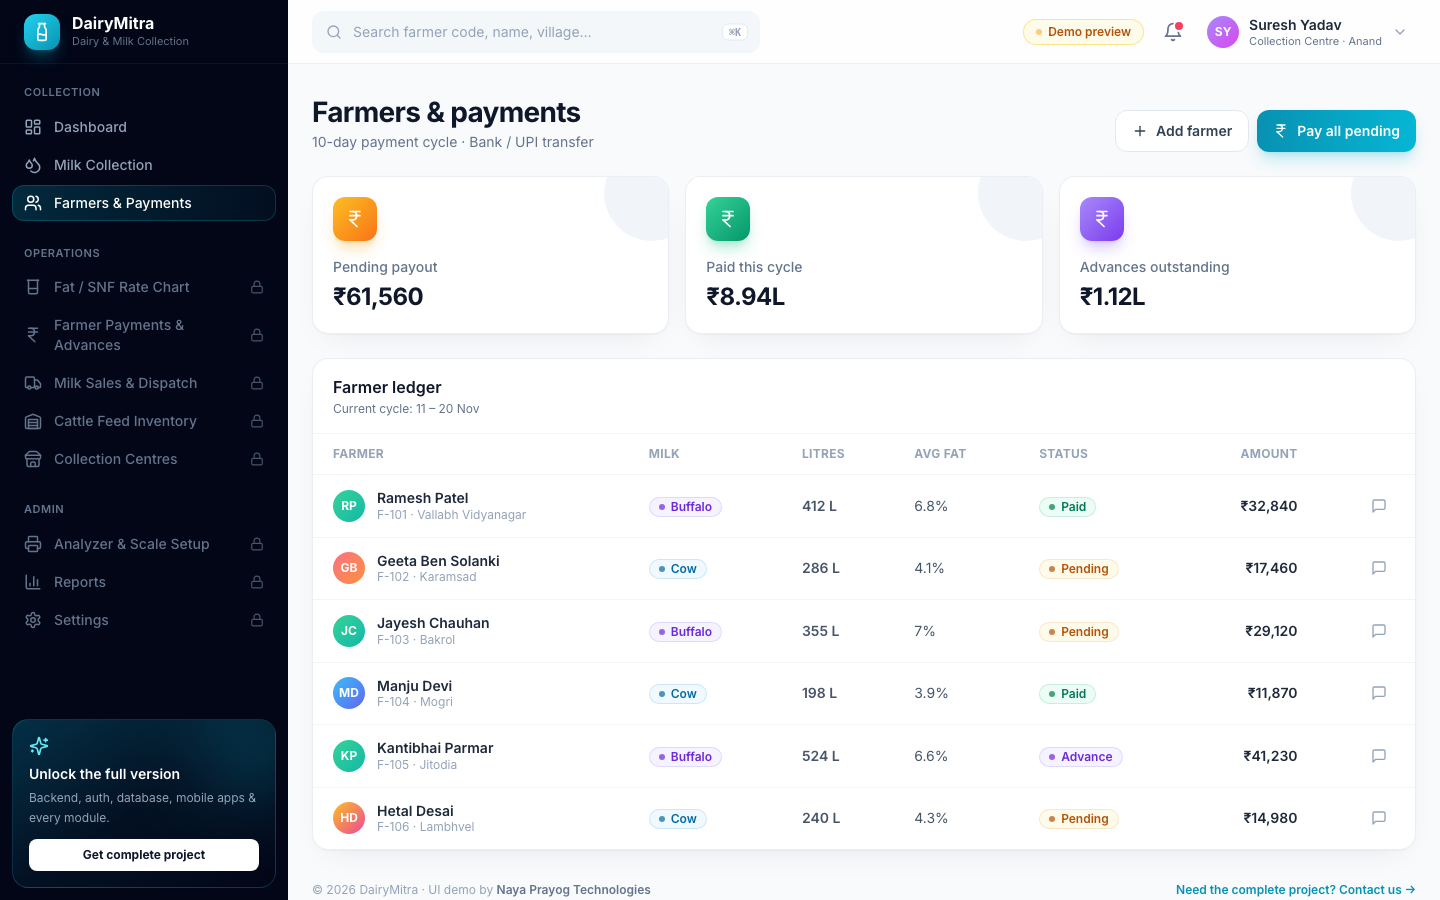 DairyMitra
Dairy & Milk Collection
COLLECTION
Dashboard
Milk Collection
Farmers & Payments
OPERATIONS
Fat / SNF Rate Chart
Farmer Payments &
Advances
Milk Sales & Dispatch
Cattle Feed Inventory
Collection Centres
ADMIN
Analyzer & Scale Setup
Reports
Settings
Unlock the full version
Backend, auth, database, mobile apps &
every module.
Get complete project
Search farmer code, name, village... ⌘K
Demo preview
SY
Suresh Yadav
Collection Centre · Anand
Farmers & payments
10-day payment cycle · Bank / UPI transfer
Add farmer
₹ Pay all pending
₹
Pending payout
₹61,560
₹
Paid this cycle
₹8.94L
₹
Advances outstanding
₹1.12L
Farmer ledger
Current cycle: 11 – 20 Nov
FARMER MILK LITRES AVG FAT STATUS AMOUNT
RP Ramesh Patel Buffalo 412 L 6.8% Paid ₹32,840
F-101 · Vallabh Vidyanagar
GB Geeta Ben Solanki Cow 286 L 4.1% Pending ₹17,460
F-102 · Karamsad
JC Jayesh Chauhan Buffalo 355 L 7% Pending ₹29,120
F-103 · Bakrol
MD Manju Devi Cow 198 L 3.9% Paid ₹11,870
F-104 · Mogri
KP Kantibhai Parmar Buffalo 524 L 6.6% Advance ₹41,230
F-105 · Jitodia
HD Hetal Desai Cow 240 L 4.3% Pending ₹14,980
F-106 · Lambhvel
© 2026 DairyMitra · UI demo by Naya Prayog Technologies
Need the complete project? Contact us →